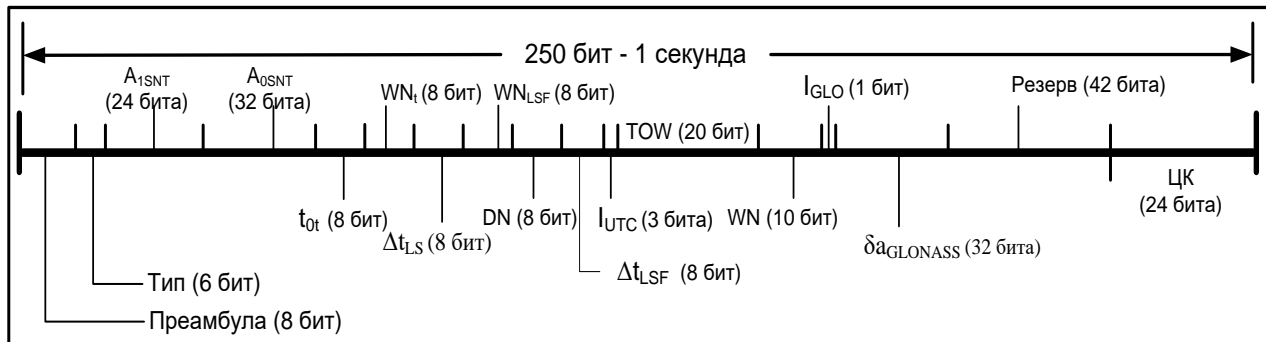 250 бит - 1 секунда
A1SNT
(24 бита)
A0SNT
(32 бита)
WNt (8 бит)
WNLSF (8 бит)
TOW (20 бит)
IGLO (1 бит)
Резерв (42 бита)
t0t (8 бит)
ΔtLS (8 бит)
DN (8 бит)
IUTC (3 бита)
WN (10 бит)
δaGLONASS (32 бита)
ЦК
(24 бита)
ΔtLSF (8 бит)
Тип (6 бит)
Преамбула (8 бит)